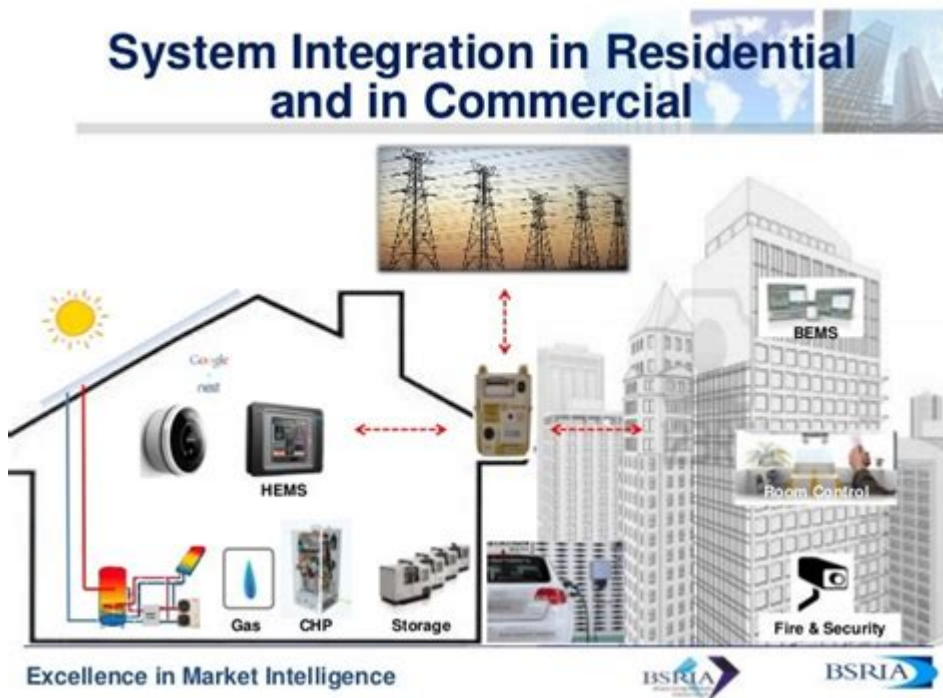 System Integration in Residential
and in Commercial
Google
nest
HEMS
BEMS
Room Control
Gas
CHP
Storage
Fire & Security
Excellence in Market Intelligence
BSRIA
BSRIA